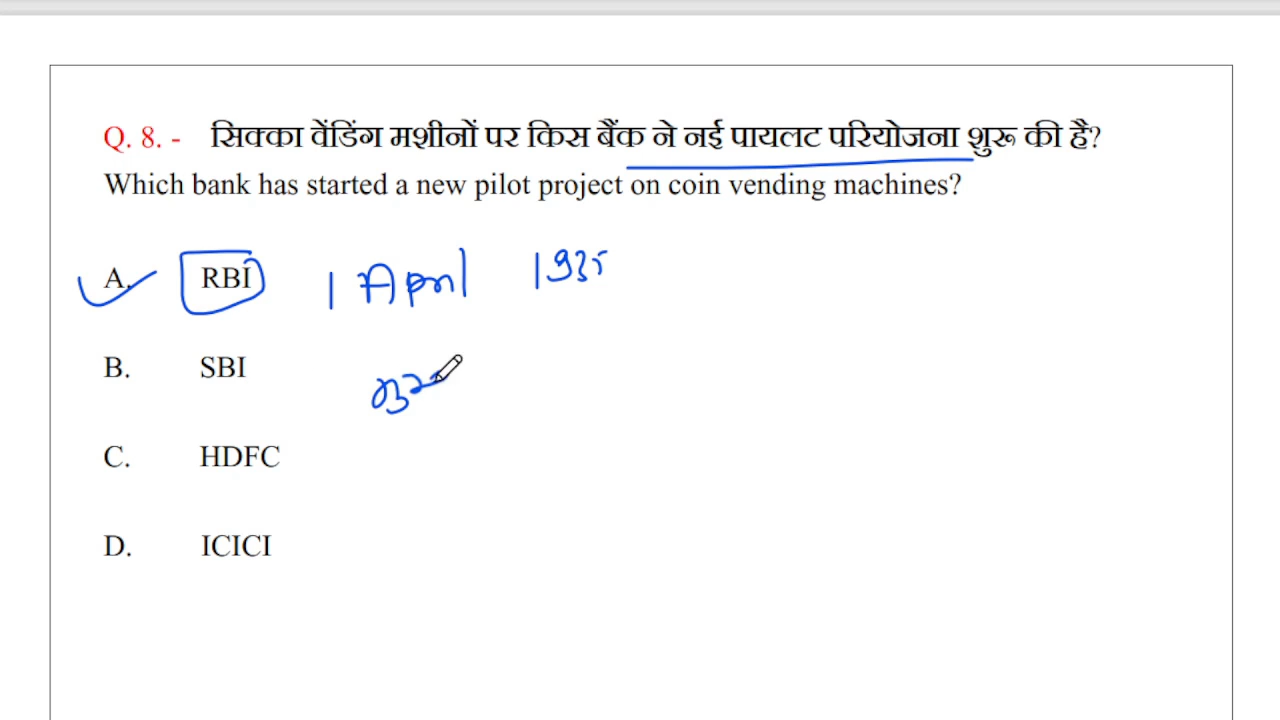 Q. 8. - सिक्का वेंडिंग मशीनों पर किस बैंक ने नई पायलट परियोजना शुरू की है?
Which bank has started a new pilot project on coin vending machines?
A. RBI 1 April 1935
B. SBI
C. HDFC
D. ICICI